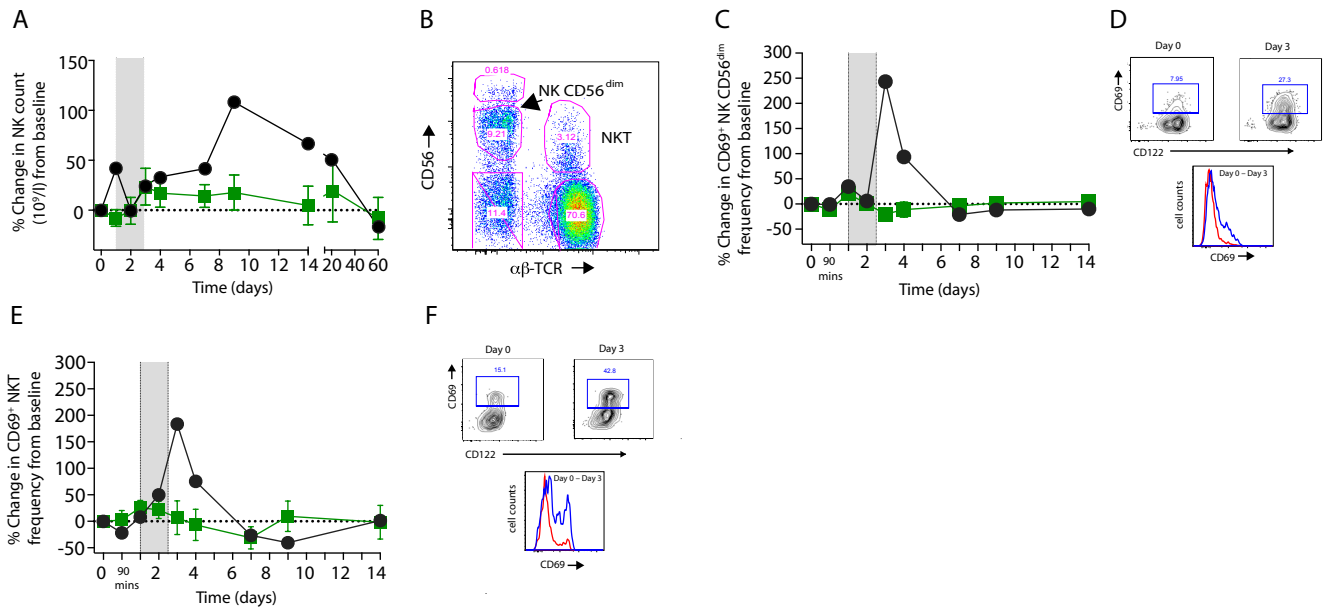 A
% Change in NK count
(10⁹/l) from baseline
150
100
50
0
0 2 4 6 8 10 12 14 20 40 60
Time (days)
B
0.618
NK CD56dim
9.21
3.12
NKT
11.4
70.6
CD56
αβ-TCR
C
% Change in CD69⁺ NK CD56dim
frequency from baseline
300
250
200
150
100
50
0
-50
0 90 2 4 6 8 10 12 14
mins
Time (days)
D
Day 0
Day 3
7.95
27.3
CD69
CD122
Day 0 – Day 3
cell counts
CD69
E
% Change in CD69⁺ NKT
frequency from baseline
300
250
200
150
100
50
0
-50
0 90 2 4 6 8 10 12 14
mins
Time (days)
F
Day 0
Day 3
15.1
42.8
CD69
CD122
Day 0 – Day 3
cell counts
CD69